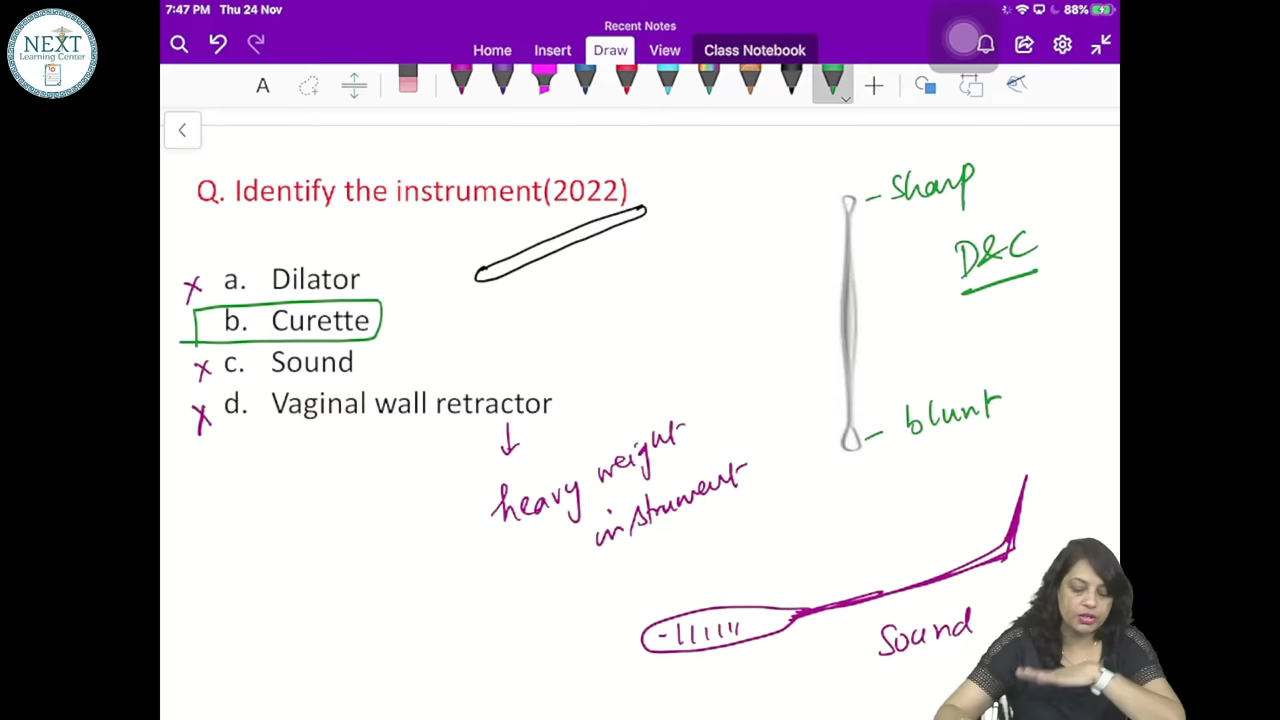 7:47 PM Thu 24 Nov
88%
Recent Notes
Home Insert Draw View Class Notebook
NEXT
Learning Center
A
Q. Identify the instrument(2022)
a. Dilator
b. Curette
c. Sound
d. Vaginal wall retractor
heavy weight
instrument
Sharp
D&C
blunt
Sound